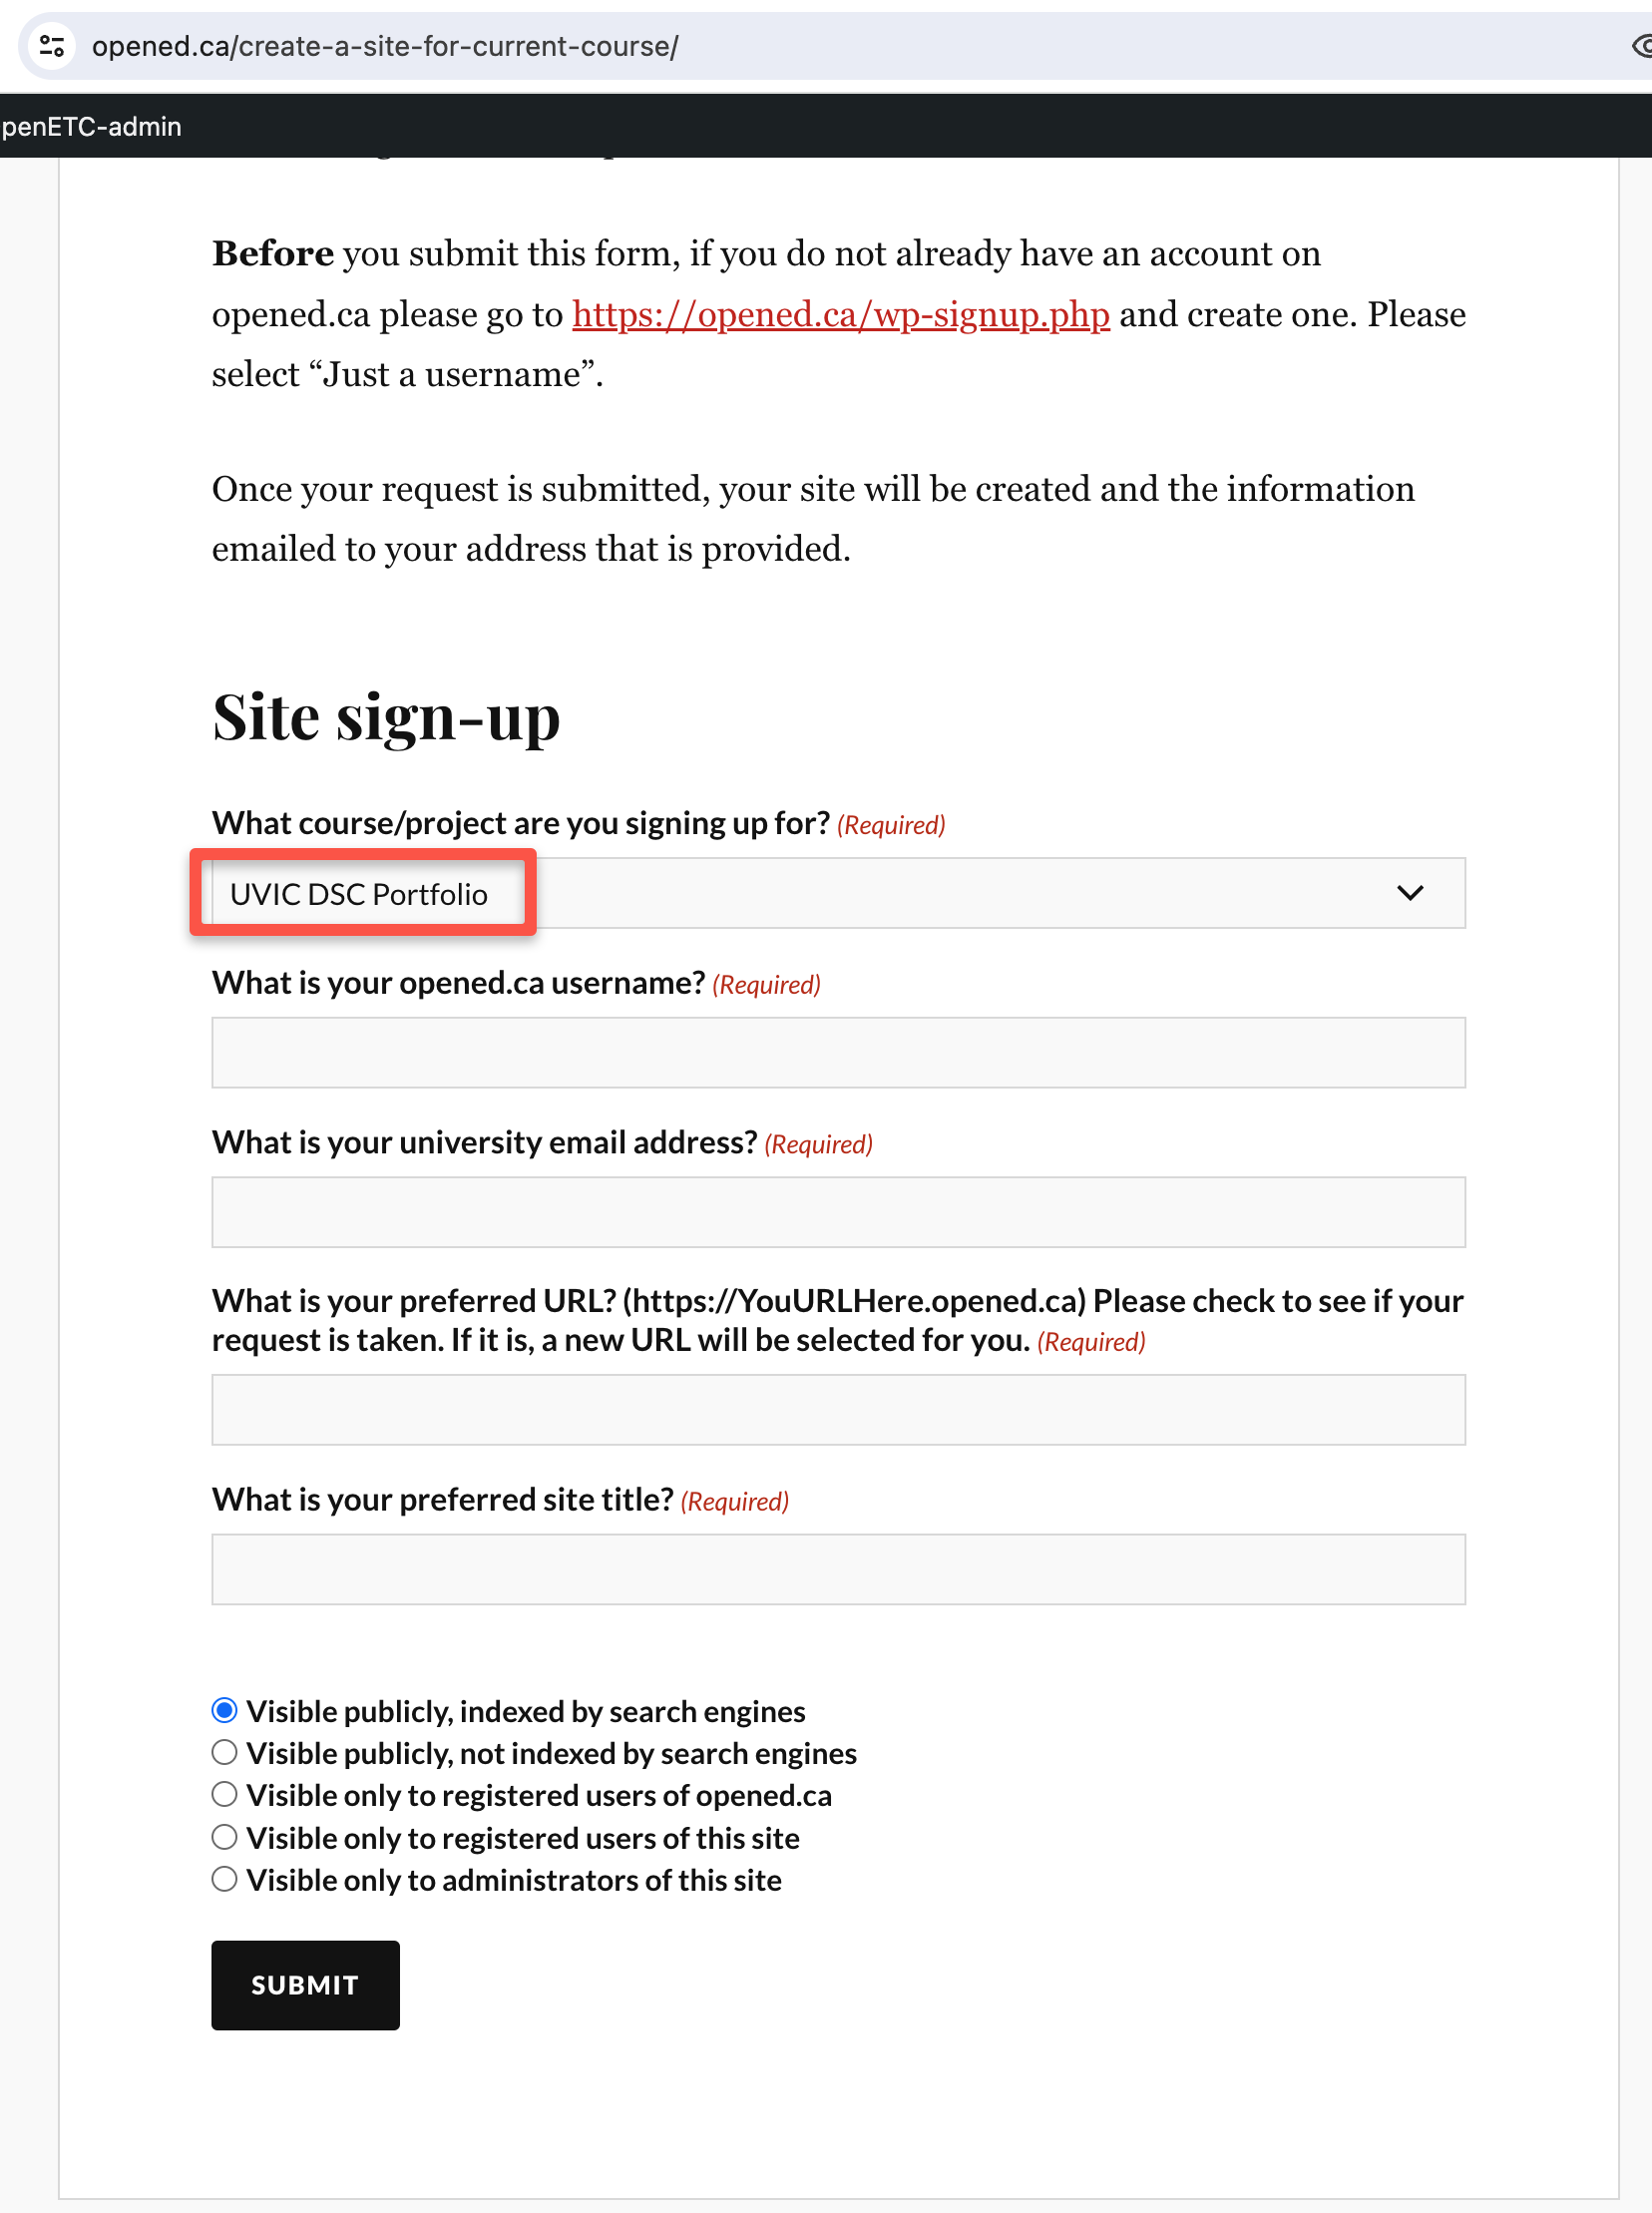 opened.ca/create-a-site-for-current-course/
penETC-admin
Before you submit this form, if you do not already have an account on
opened.ca please go to https://opened.ca/wp-signup.php and create one. Please
select “Just a username”.
Once your request is submitted, your site will be created and the information
emailed to your address that is provided.
Site sign-up
What course/project are you signing up for? (Required)
UVIC DSC Portfolio
What is your opened.ca username? (Required)
What is your university email address? (Required)
What is your preferred URL? (https://YouURLHere.opened.ca) Please check to see if your
request is taken. If it is, a new URL will be selected for you. (Required)
What is your preferred site title? (Required)
Visible publicly, indexed by search engines
Visible publicly, not indexed by search engines
Visible only to registered users of opened.ca
Visible only to registered users of this site
Visible only to administrators of this site
SUBMIT